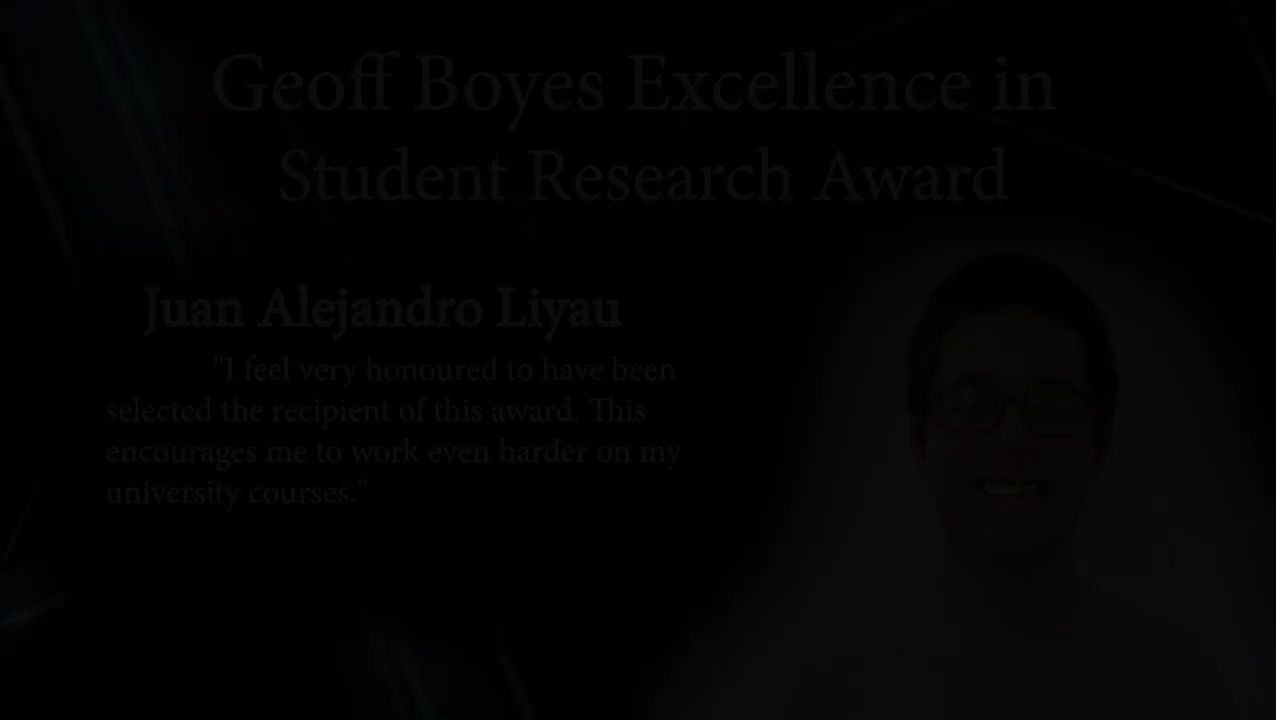 Geoff Boyes Excellence in
Student Research Award
Juan Alejandro Liyau
"I feel very honoured to have been
selected the recipient of this award. This
encourages me to work even harder on my
university courses."